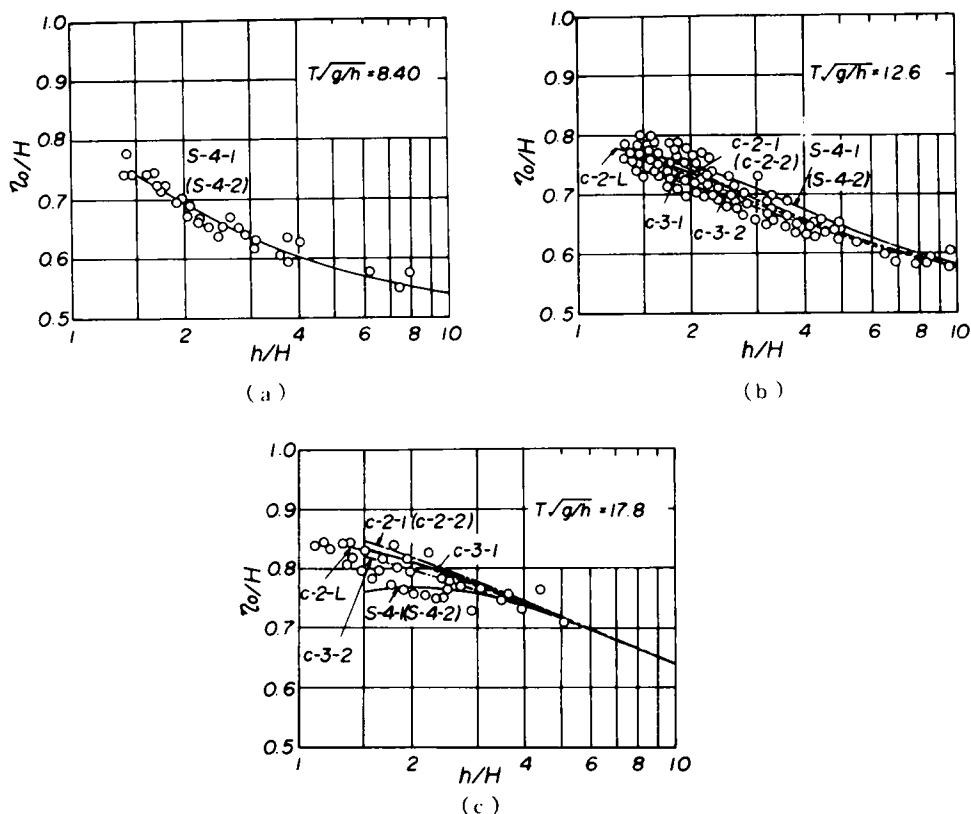 1.0
0.9
0.8
0.7
0.6
0.5
η₀/H
T√g/h = 8.40
S-4-1
(S-4-2)
1 2 4 6 8 10
h/H
(a)
1.0
0.9
0.8
0.7
0.6
0.5
η₀/H
T√g/h = 12.6
c-2-1
(c-2-2)
S-4-1
(S-4-2)
c-2-L
c-3-1
c-3-2
1 2 4 6 8 10
h/H
(b)
1.0
0.9
0.8
0.7
0.6
0.5
η₀/H
T√g/h = 17.8
c-2-1(c-2-2)
c-3-1
c-2-L
S-4-1(S-4-2)
c-3-2
1 2 4 6 8 10
h/H
(c)